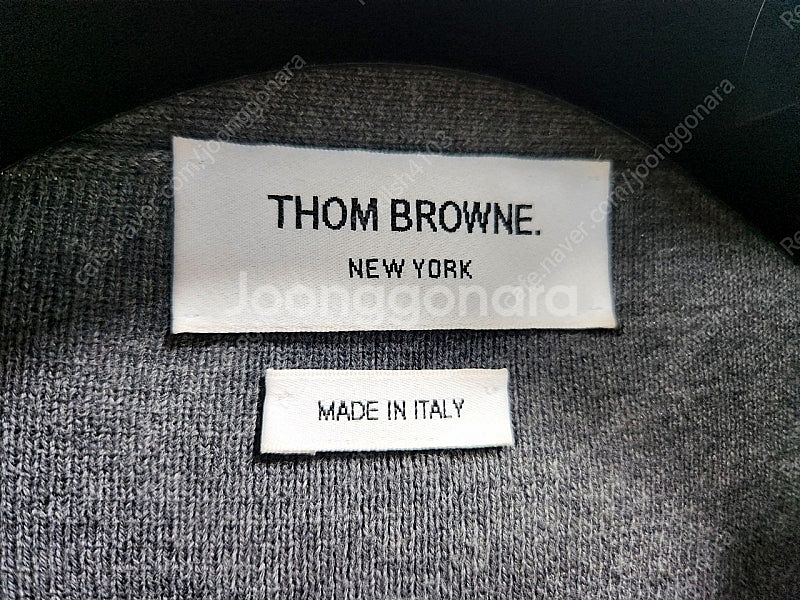 THOM BROWNE.
NEW YORK
Joonggonara
MADE IN ITALY